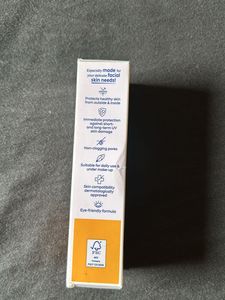 Especially made for
your delicate facial
skin needs!
Protects healthy skin
from outside & inside
Immediate protection
against short-
and long-term UV
skin damage
Non-clogging pores
Suitable for daily use &
under make up
Skin compatibility
dermatologically
approved
Eye-friendly formula
FSC